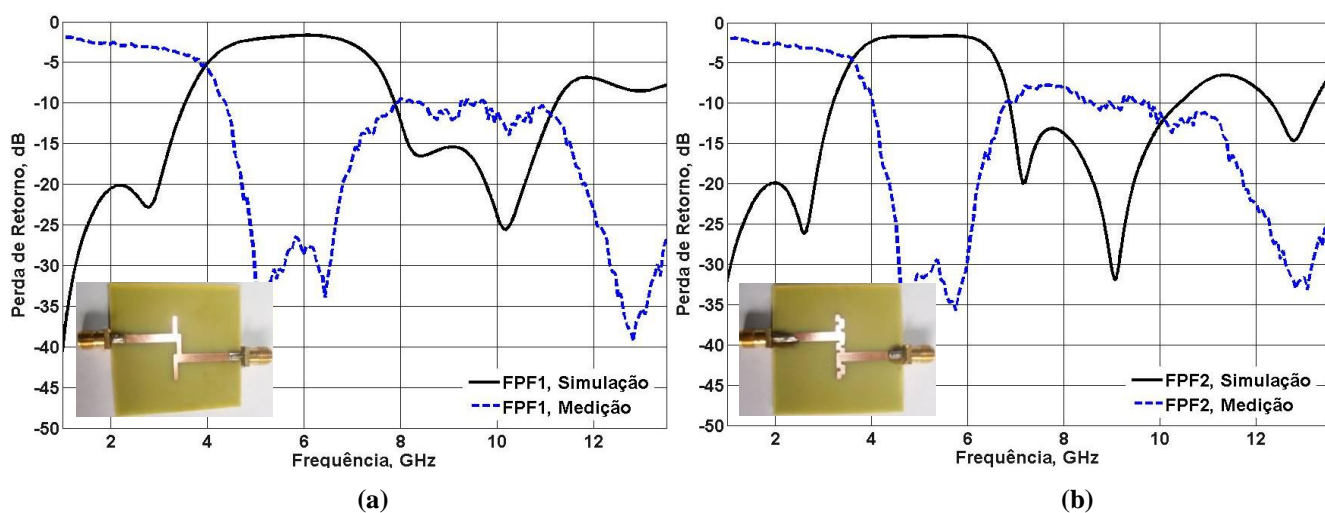 0
-5
-10
-15
-20
-25
-30
-35
-40
-45
-50
Perda de Retorno, dB
2 4 6 8 10 12
Frequência, GHz
FPF1, Simulação
FPF1, Medição
(a)
0
-5
-10
-15
-20
-25
-30
-35
-40
-45
-50
Perda de Retorno, dB
2 4 6 8 10 12
Frequência, GHz
FPF2, Simulação
FPF2, Medição
(b)